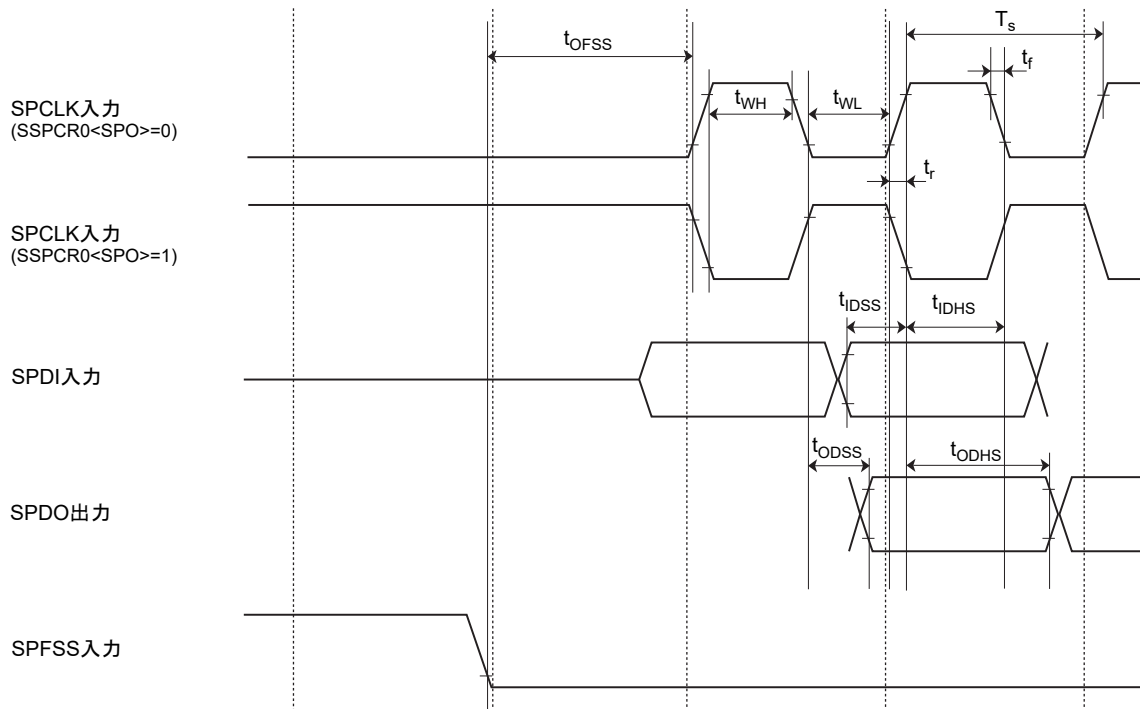 tOFSS
Ts
tf
SPCLK入力
(SSPCR0<SPO>=0)
tWH
tWL
tr
SPCLK入力
(SSPCR0<SPO>=1)
tIDSS
tIDHS
SPDI入力
tODSS
tODHS
SPDO出力
SPFSS入力